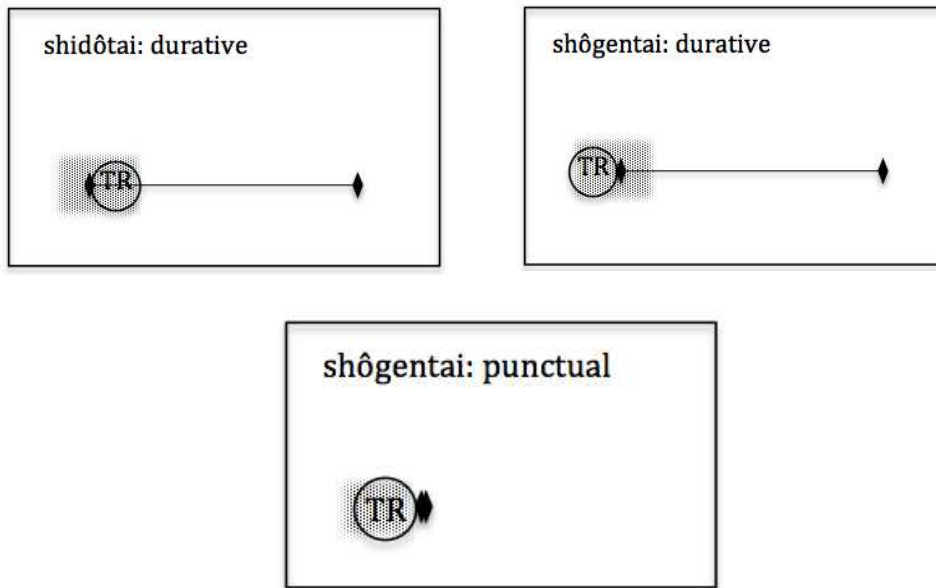 shidôtai: durative
TR
shôgentai: durative
TR
shôgentai: punctual
TR